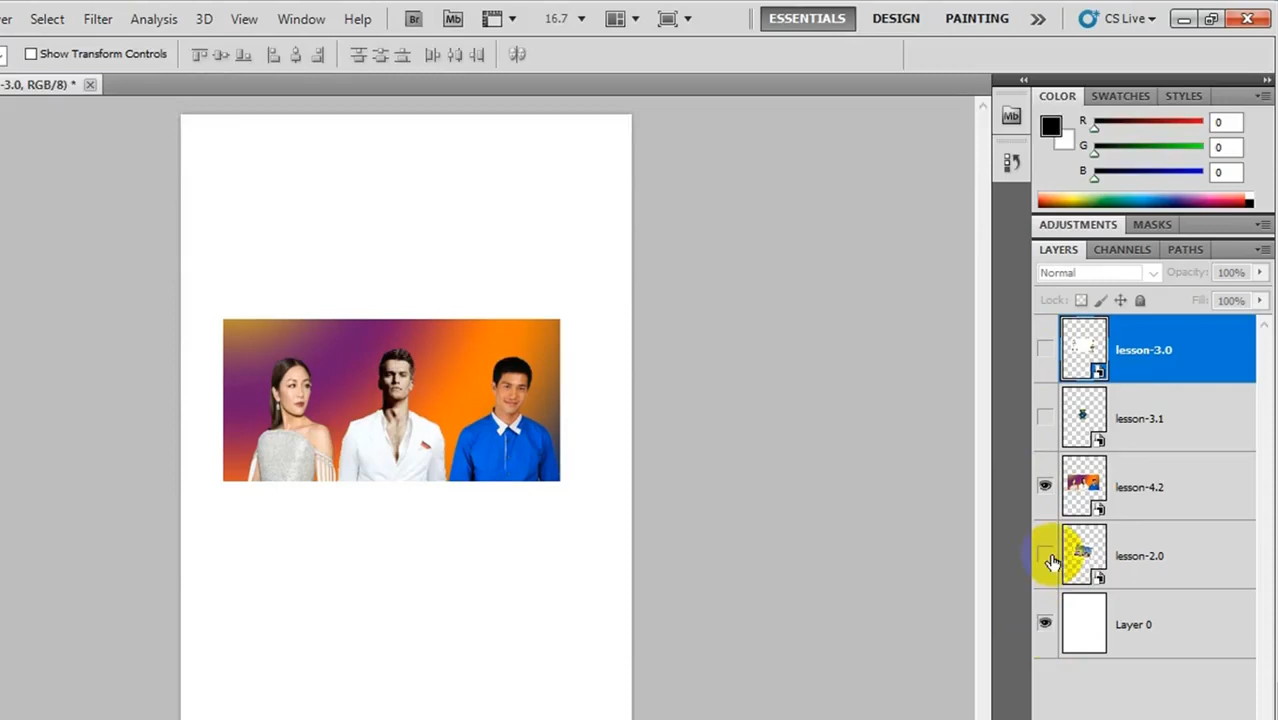 er Select Filter Analysis 3D View Window Help Br Mb 16.7 ESSENTIALS DESIGN PAINTING CS Live
Show Transform Controls
-3.0, RGB/8) *
COLOR SWATCHES STYLES
Mb
R 0
G 0
B 0
ADJUSTMENTS MASKS
LAYERS CHANNELS PATHS
Normal Opacity: 100%
Lock: Fill: 100%
lesson-3.0
lesson-3.1
lesson-4.2
lesson-2.0
Layer 0